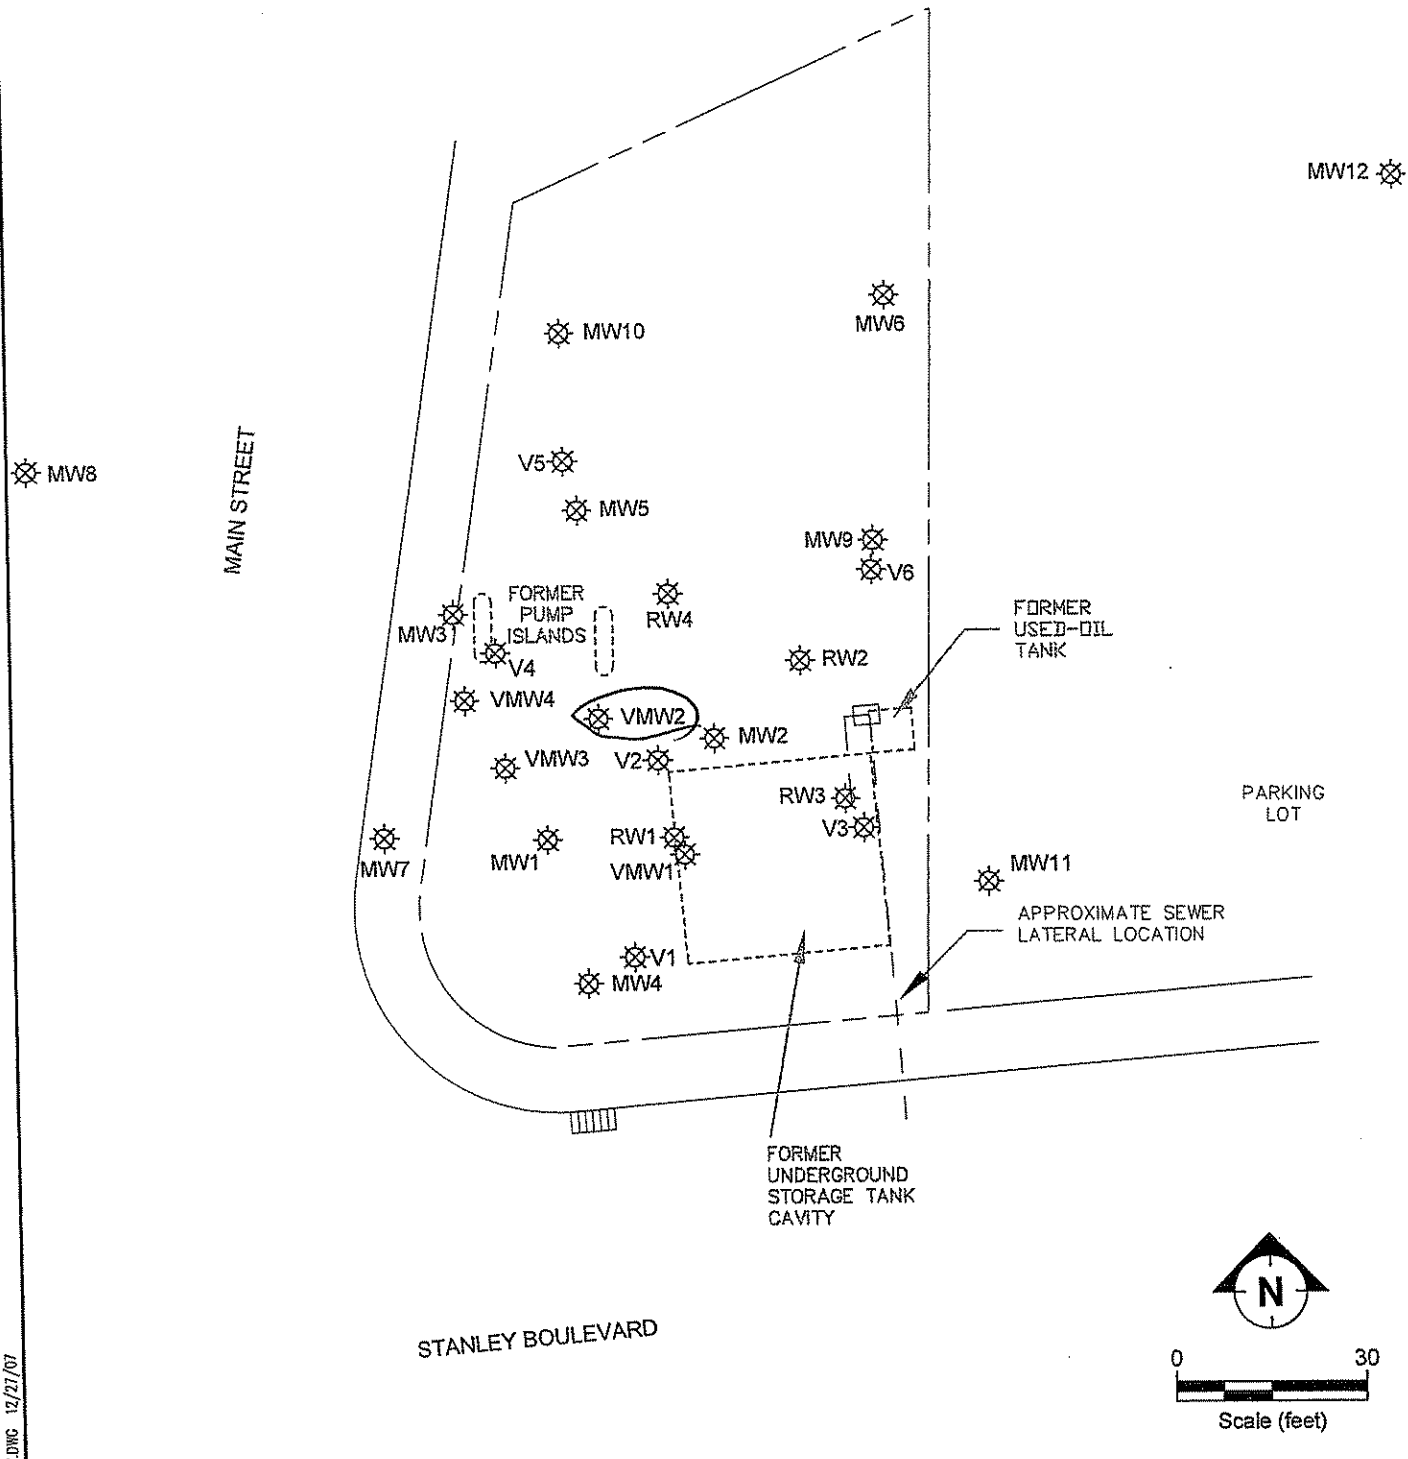 MW12
MW6
MW10
V5
MW8
MAIN STREET
MW5
MW9
V6
FORMER
PUMP
ISLANDS
RW4
MW3
V4
FORMER
USED-OIL
TANK
RW2
VMW4
VMW2
MW2
V2
VMW3
RW3
V3
PARKING
LOT
RW1
MW1
VMW1
MW7
MW11
APPROXIMATE SEWER
LATERAL LOCATION
V1
MW4
FORMER
UNDERGROUND
STORAGE TANK
CAVITY
N
STANLEY BOULEVARD
0 30
Scale (feet)
.DWG 12/27/07